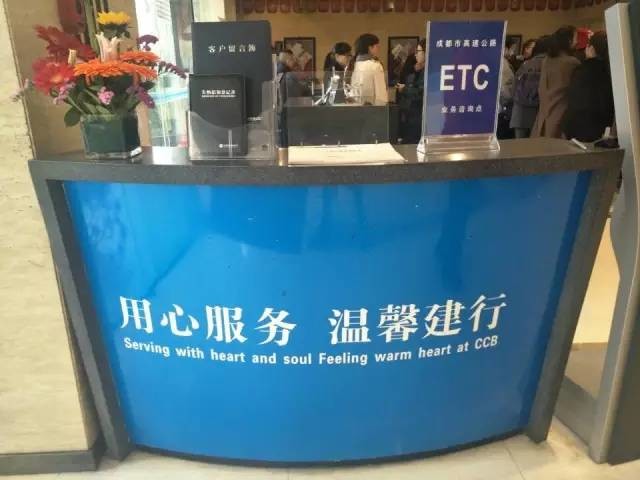 客户留言簿
成都市高速公路
ETC
业务咨询点
用心服务 温馨建行
Serving with heart and soul Feeling warm heart at CCB